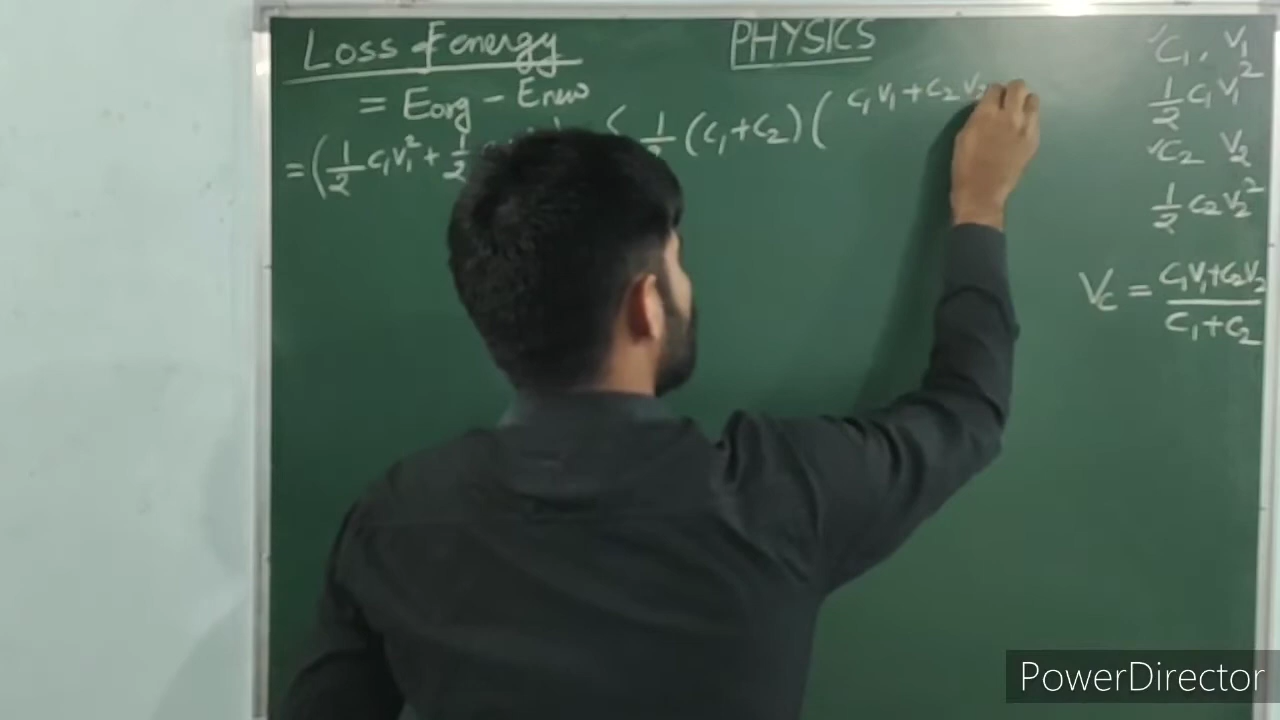 Loss of energy
PHYSICS
= Eorg - Enew
= (1/2 C₁V₁² + 1/2
1/2 (C₁+C₂) ( C₁V₁+C₂V₂
✓C₁, V₁
1/2 C₁V₁²
✓C₂ V₂
1/2 C₂V₂²
Vc = C₁V₁+C₂V₂ / C₁+C₂
PowerDirector